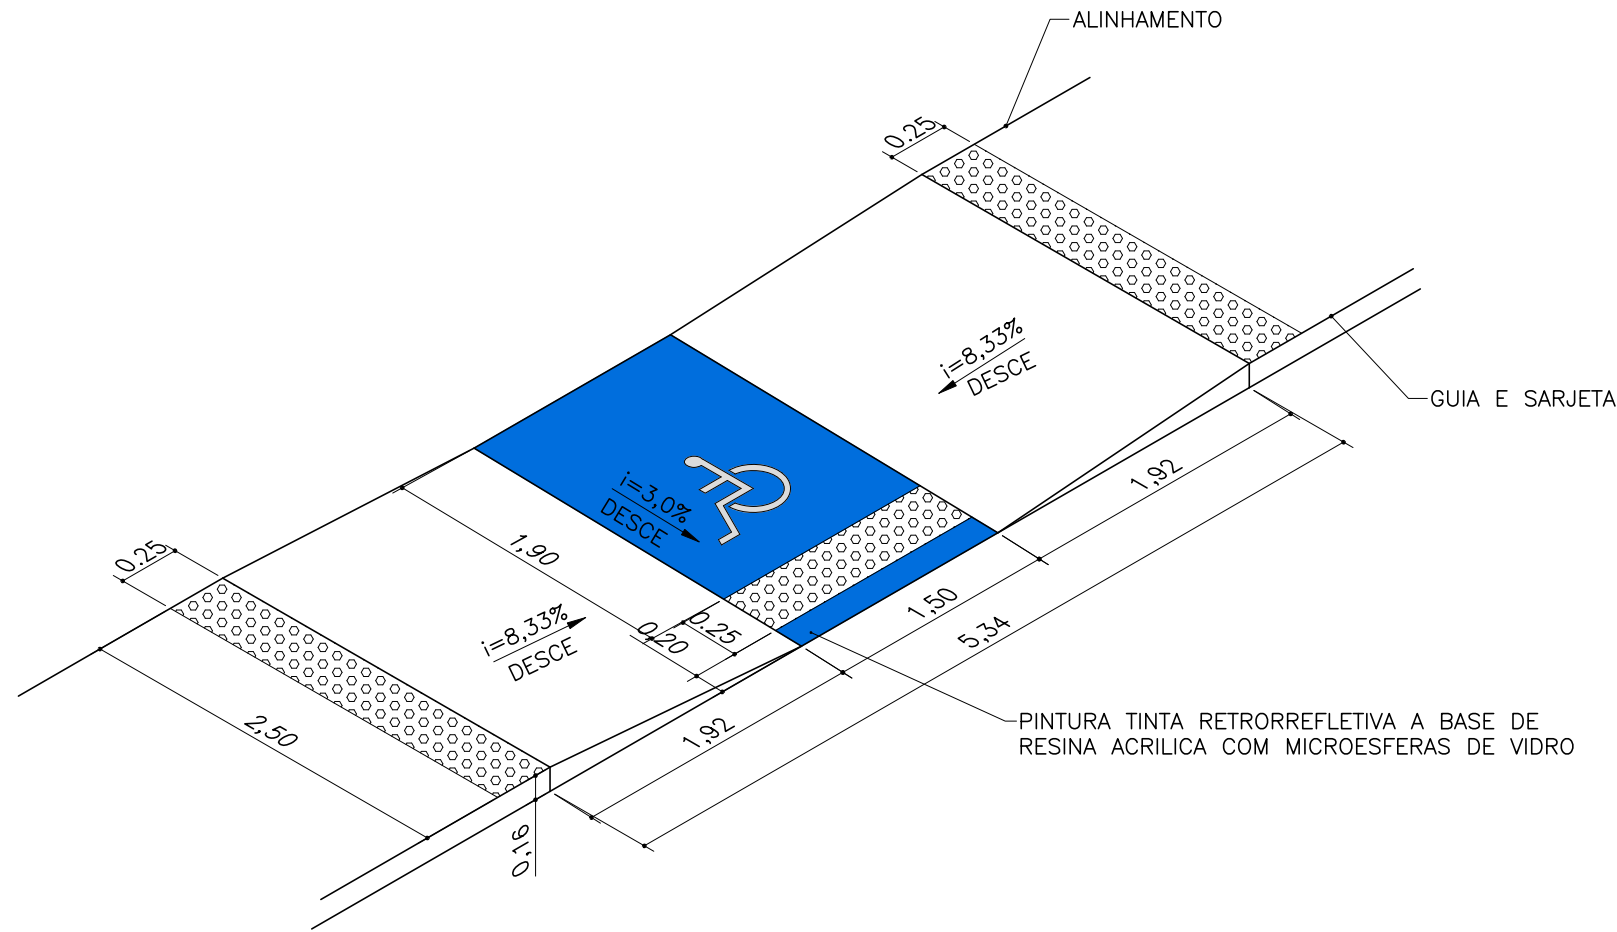 ALINHAMENTO
0.25
i=8,33%
DESCE
GUIA E SARJETA
1,92
i=3,0%
DESCE
1,90
0.25
0,20
0.25
1,50
5,34
i=8,33%
DESCE
2,50
1,92
PINTURA TINTA RETRORREFLETIVA A BASE DE
RESINA ACRILICA COM MICROESFERAS DE VIDRO
0,16